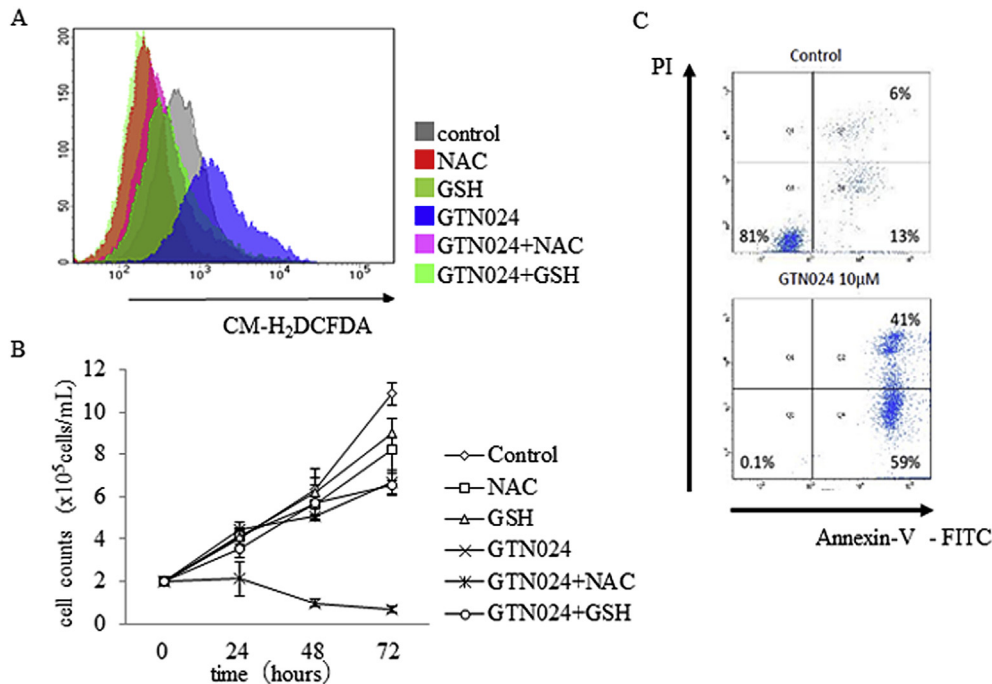 A
200
150
100
50
0
10²
10³
10⁴
10⁵
CM-H₂DCFDA
control
NAC
GSH
GTN024
GTN024+NAC
GTN024+GSH
B
cell counts (x10⁵cells/mL)
12
10
8
6
4
2
0
0
24
48
72
time (hours)
Control
NAC
GSH
GTN024
GTN024+NAC
GTN024+GSH
C
PI
Control
6%
81%
13%
GTN024 10µM
41%
0.1%
59%
Annexin-V - FITC